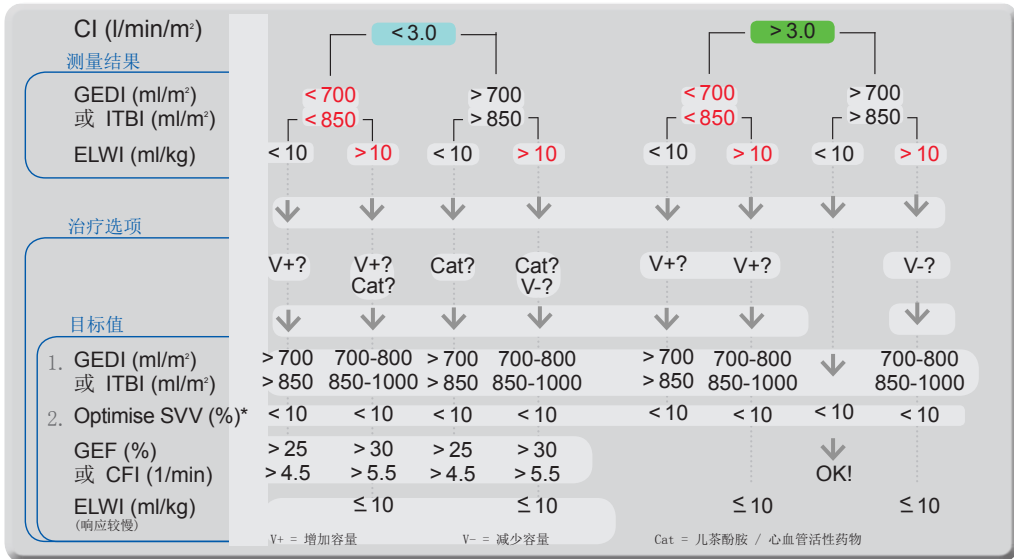 CI (l/min/m²) < 3.0 > 3.0
测量结果
GEDI (ml/m²) < 700 > 700 < 700 > 700
或 ITBI (ml/m²) < 850 > 850 < 850 > 850
ELWI (ml/kg) < 10 > 10 < 10 > 10 < 10 > 10 < 10 > 10
治疗选项
V+? V+? Cat? Cat? V+? V+? V-?
Cat? V-?
目标值
1. GEDI (ml/m²) > 700 700-800 > 700 700-800 > 700 700-800 700-800
或 ITBI (ml/m²) > 850 850-1000 > 850 850-1000 > 850 850-1000 850-1000
2. Optimise SVV (%)* < 10 < 10 < 10 < 10 < 10 < 10 < 10 < 10
GEF (%) > 25 > 30 > 25 > 30
或 CFI (1/min) > 4.5 > 5.5 > 4.5 > 5.5 OK!
ELWI (ml/kg) ≤ 10 ≤ 10 ≤ 10 ≤ 10
(响应较慢)
V+ = 增加容量 V- = 减少容量 Cat = 儿茶酚胺 / 心血管活性药物